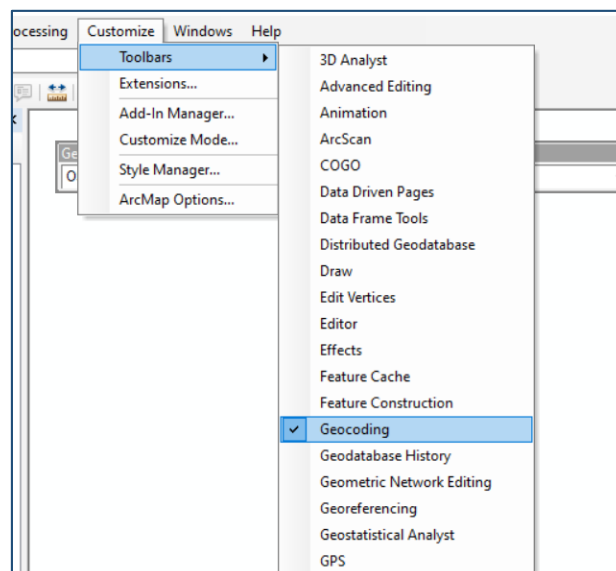 ocessing Customize Windows Help
Toolbars
Extensions...
Add-In Manager...
Customize Mode...
Style Manager...
ArcMap Options...
Ge
O
3D Analyst
Advanced Editing
Animation
ArcScan
COGO
Data Driven Pages
Data Frame Tools
Distributed Geodatabase
Draw
Edit Vertices
Editor
Effects
Feature Cache
Feature Construction
Geocoding
Geodatabase History
Geometric Network Editing
Georeferencing
Geostatistical Analyst
GPS